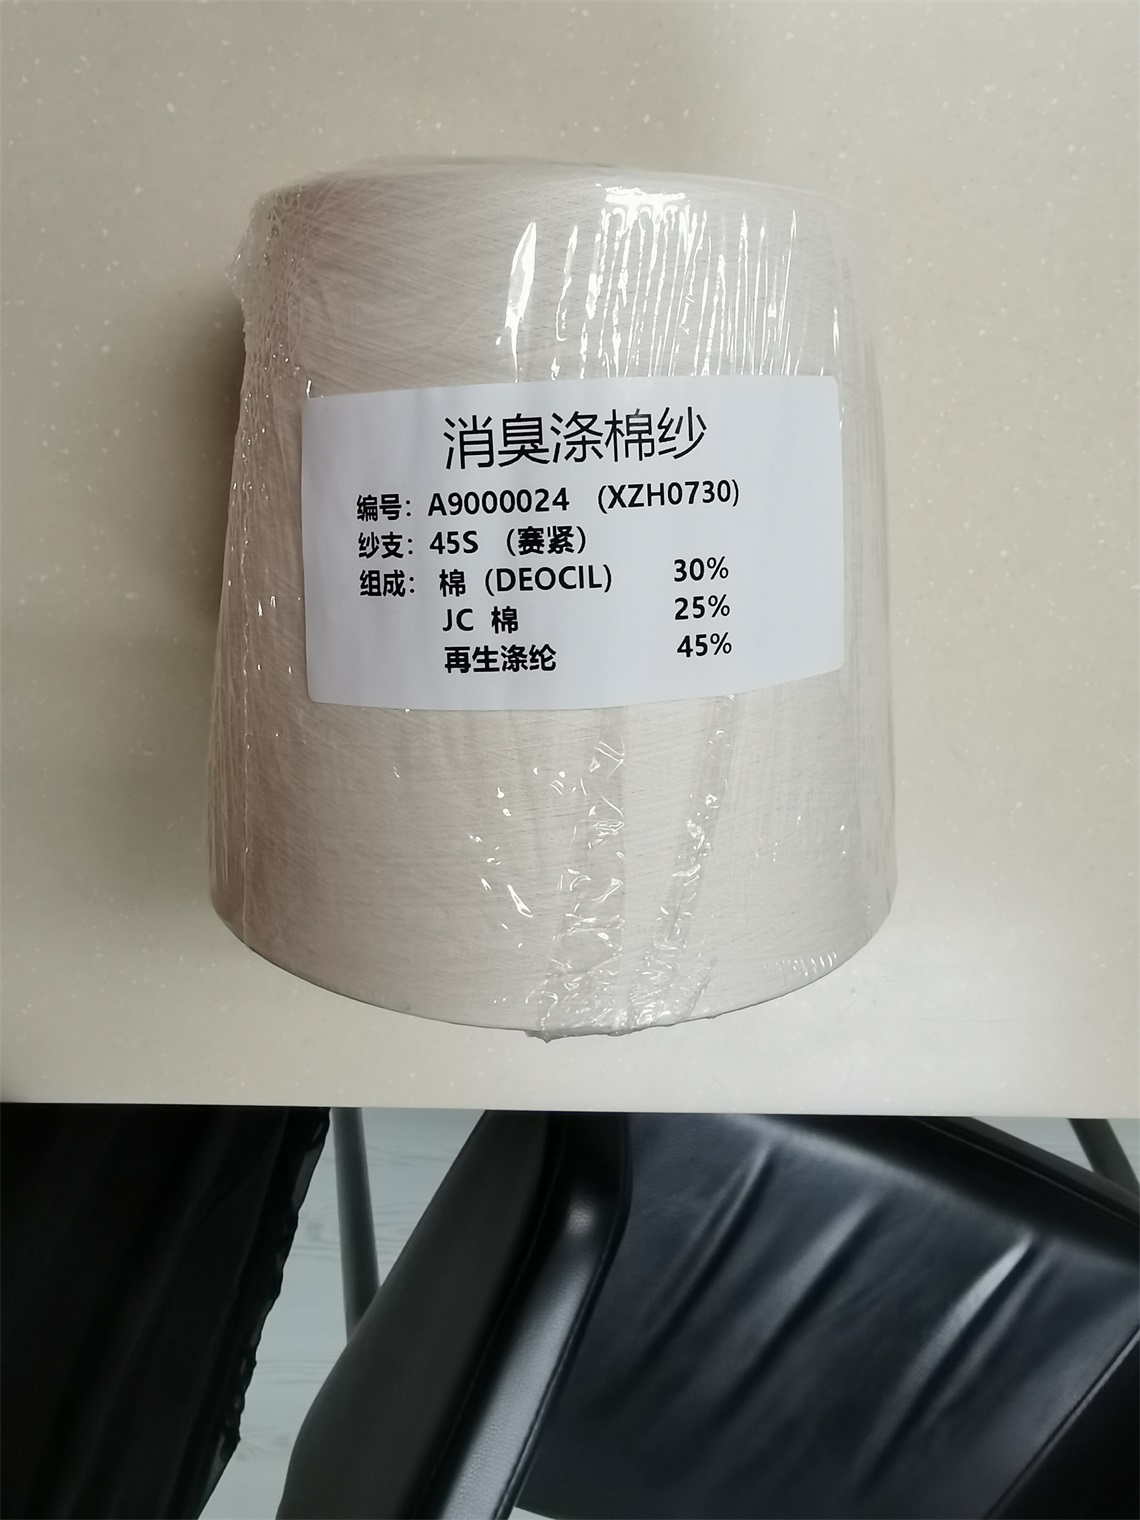 消臭涤棉纱
编号：A9000024 (XZH0730)
纱支：45S （赛紧）
组成： 棉 (DEOCIL) 30%
JC 棉 25%
再生涤纶 45%